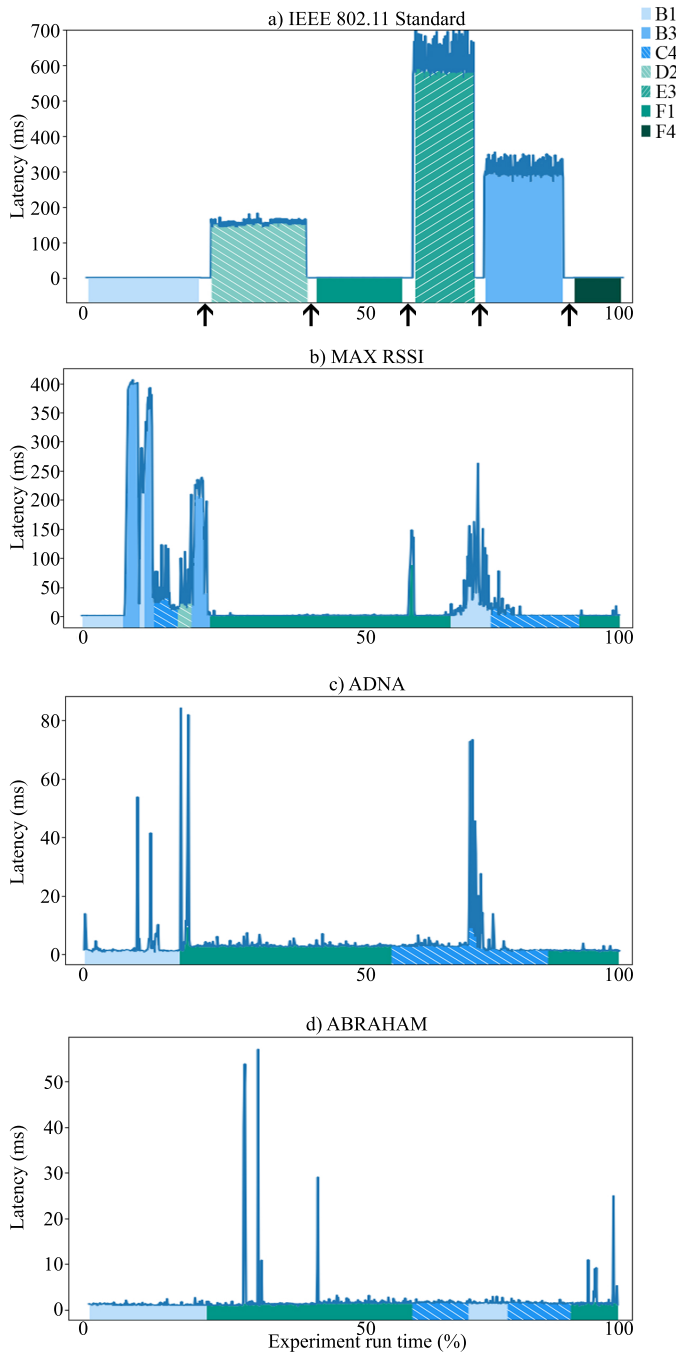 a) IEEE 802.11 Standard
B1
B3
C4
D2
E3
F1
F4
Latency (ms)
700
600
500
400
300
200
100
0
0 50 100
b) MAX RSSI
Latency (ms)
400
350
300
250
200
150
100
50
0
0 50 100
c) ADNA
Latency (ms)
80
60
40
20
0
0 50 100
d) ABRAHAM
Latency (ms)
50
40
30
20
10
0
0 50 100
Experiment run time (%)